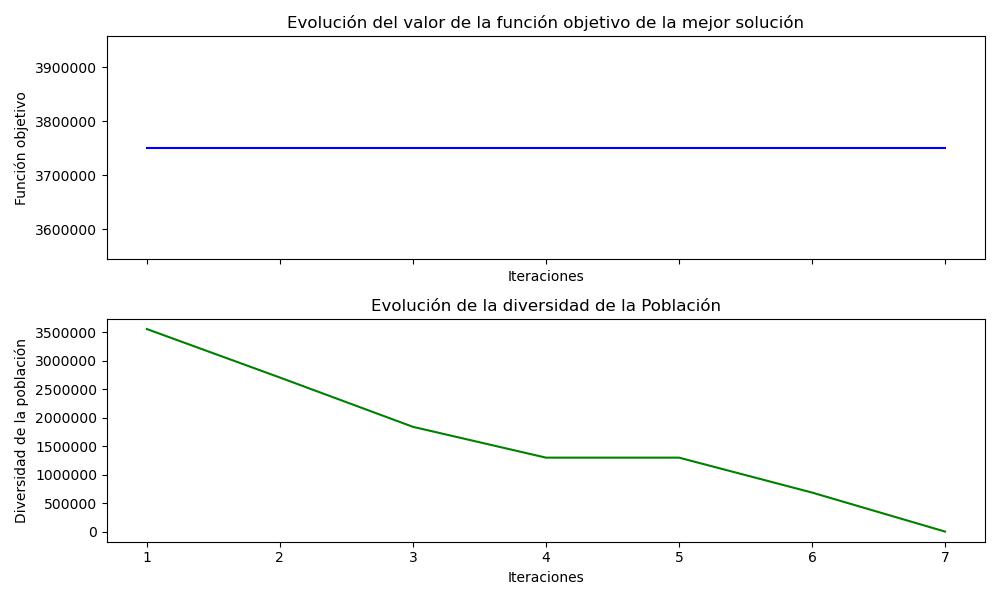 Evolución del valor de la función objetivo de la mejor solución
Función objetivo
3900000
3800000
3700000
3600000
Iteraciones
Evolución de la diversidad de la Población
Diversidad de la población
3500000
3000000
2500000
2000000
1500000
1000000
500000
0
1 2 3 4 5 6 7
Iteraciones